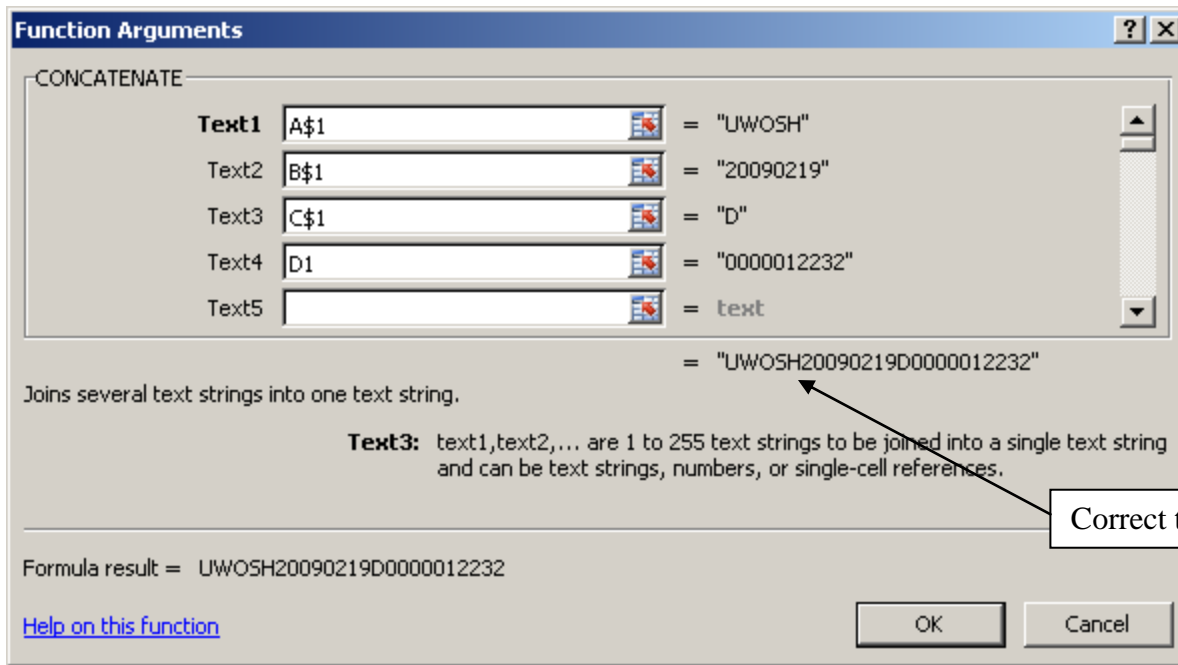 Function Arguments
CONCATENATE
Text1 A$1 = "UWOSH"
Text2 B$1 = "20090219"
Text3 C$1 = "D"
Text4 D1 = "0000012232"
Text5 = text
= "UWOSH20090219D0000012232"
Joins several text strings into one text string.
Text3: text1,text2,... are 1 to 255 text strings to be joined into a single text string
and can be text strings, numbers, or single-cell references.
Correct
Formula result = UWOSH20090219D0000012232
Help on this function OK Cancel